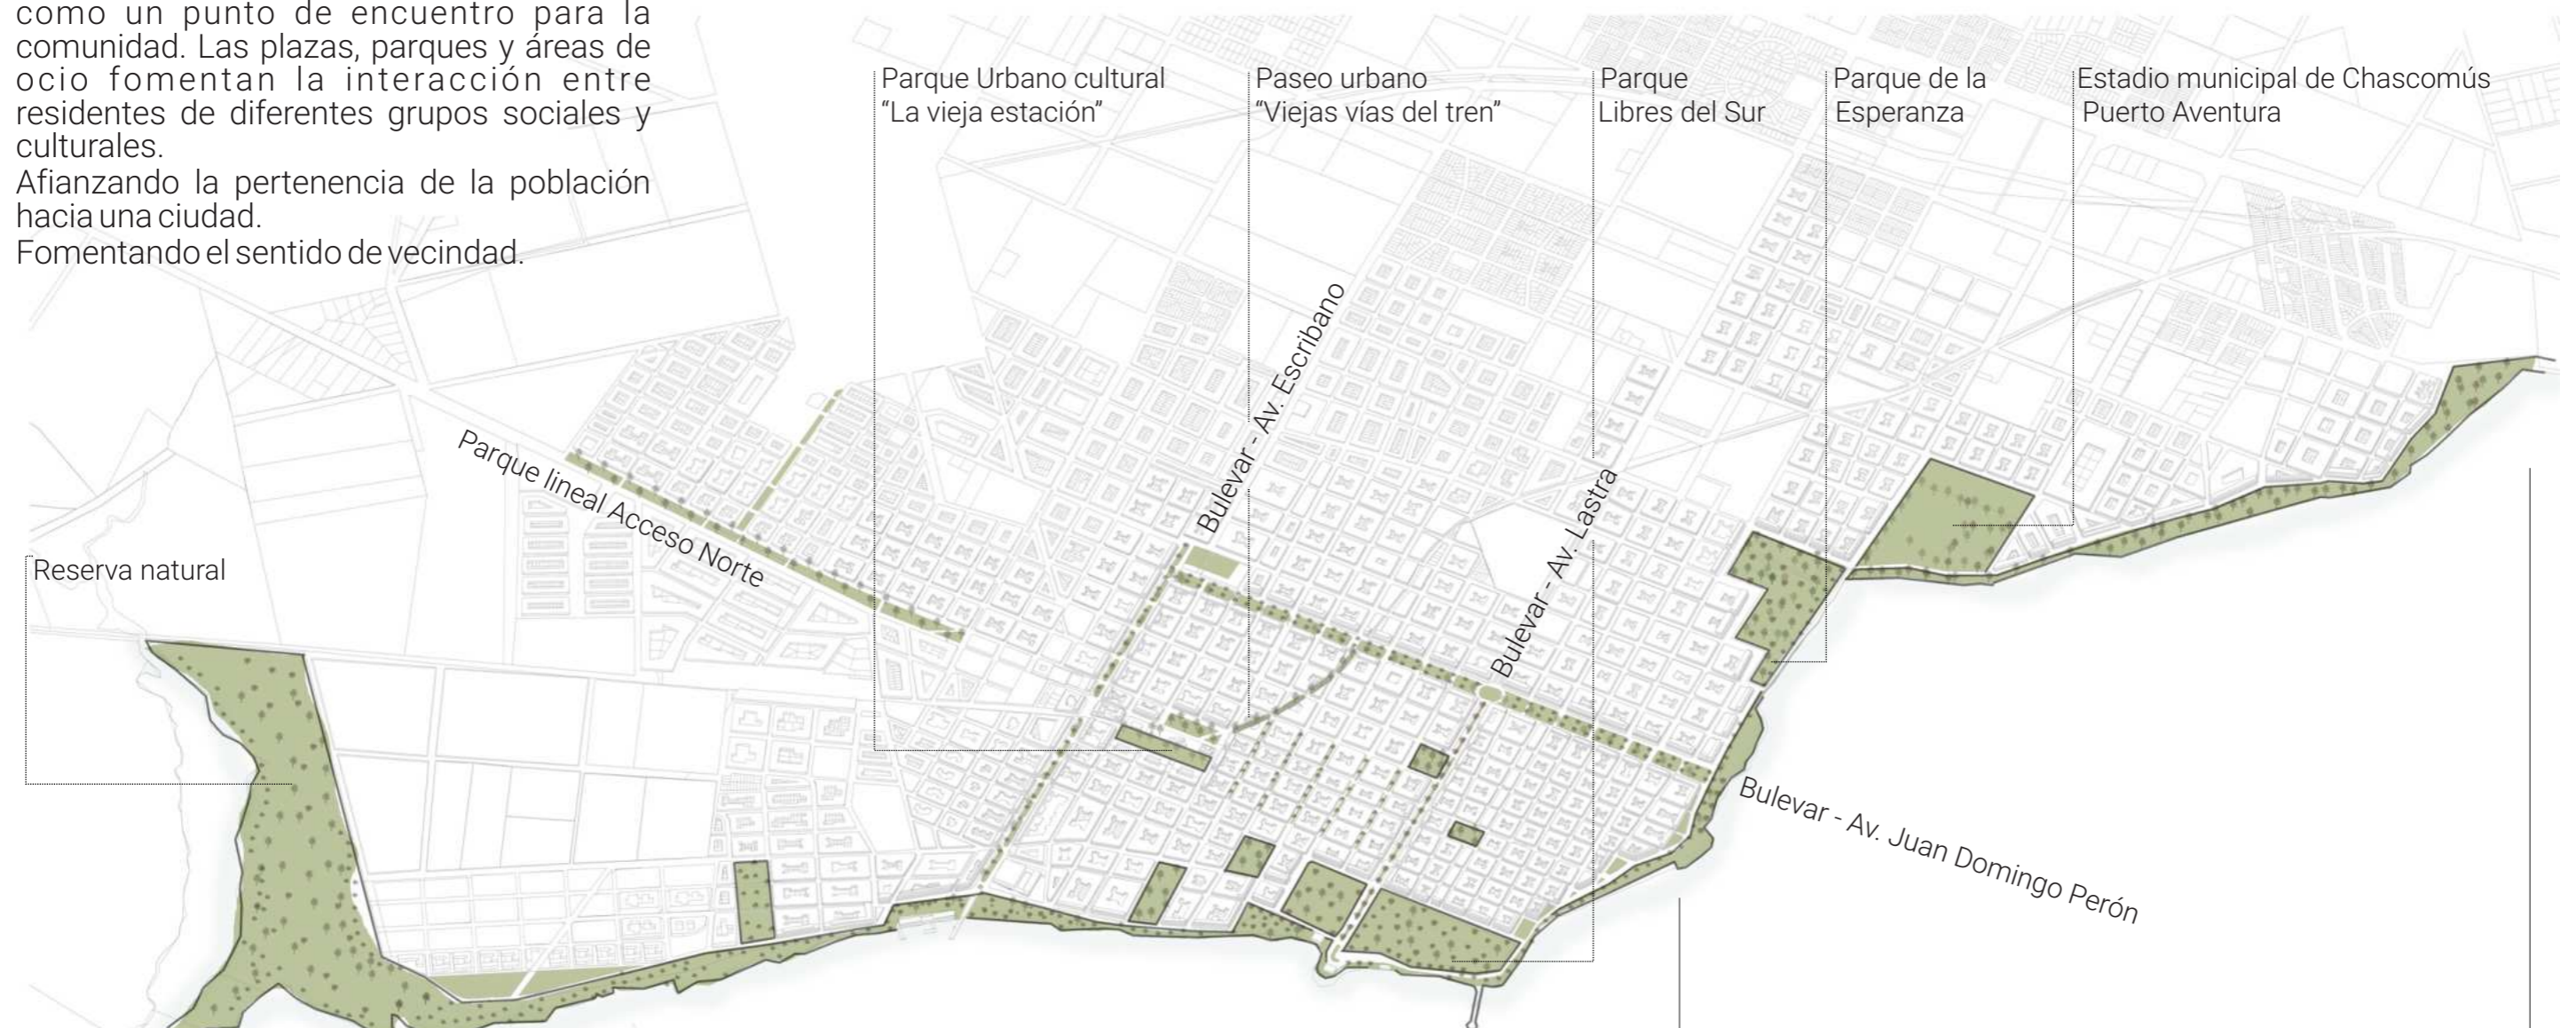 como un punto de encuentro para la
comunidad. Las plazas, parques y áreas de
ocio fomentan la interacción entre
residentes de diferentes grupos sociales y
culturales.
Afianzando la pertenencia de la población
hacia una ciudad.
Fomentando el sentido de vecindad.
Parque Urbano cultural
“La vieja estación”
Paseo urbano
“Viejas vías del tren”
Parque
Libres del Sur
Parque de la
Esperanza
Estadio municipal de Chascomús
Puerto Aventura
Bulevar - Av. Escribano
Parque lineal Acceso Norte
Bulevar - Av. Lastra
Reserva natural
Bulevar - Av. Juan Domingo Perón